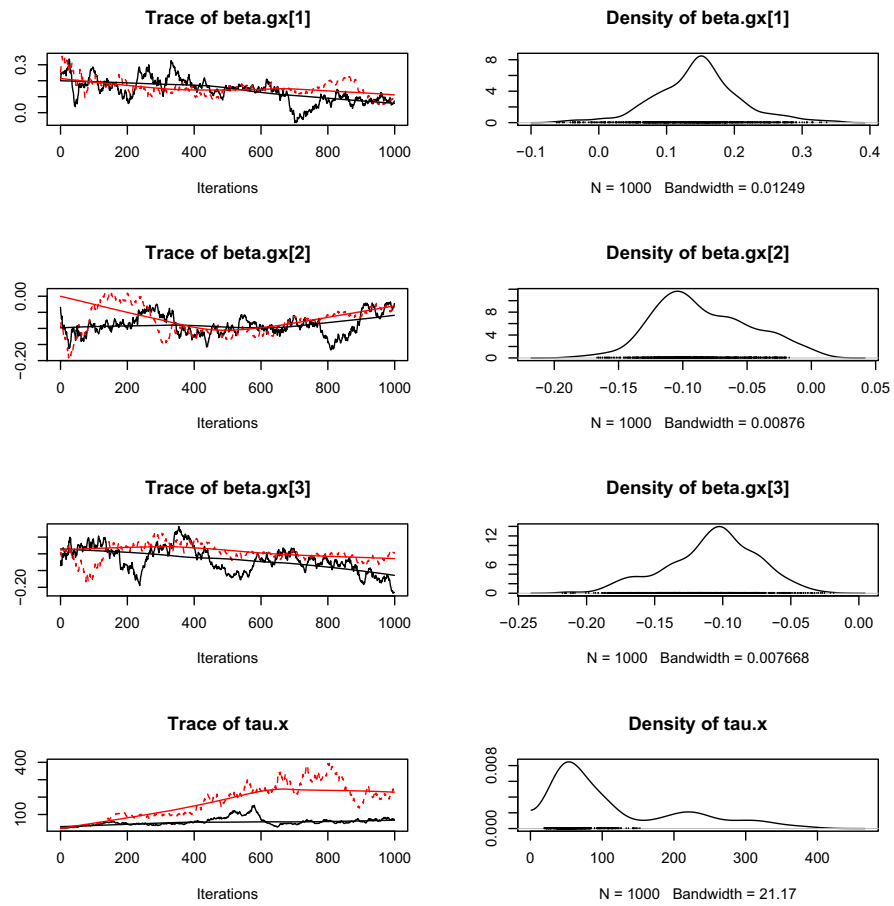 Trace of beta.gx[1]
0.0 0.3
0 200 400 600 800 1000
Iterations
Density of beta.gx[1]
0 4 8
−0.1 0.0 0.1 0.2 0.3 0.4
N = 1000 Bandwidth = 0.01249
Trace of beta.gx[2]
−0.20 0.00
0 200 400 600 800 1000
Iterations
Density of beta.gx[2]
0 4 8
−0.20 −0.15 −0.10 −0.05 0.00 0.05
N = 1000 Bandwidth = 0.00876
Trace of beta.gx[3]
−0.20
0 200 400 600 800 1000
Iterations
Density of beta.gx[3]
0 4 8 12
−0.25 −0.20 −0.15 −0.10 −0.05 0.00
N = 1000 Bandwidth = 0.007668
Trace of tau.x
100 400
0 200 400 600 800 1000
Iterations
Density of tau.x
0.000 0.008
0 100 200 300 400
N = 1000 Bandwidth = 21.17